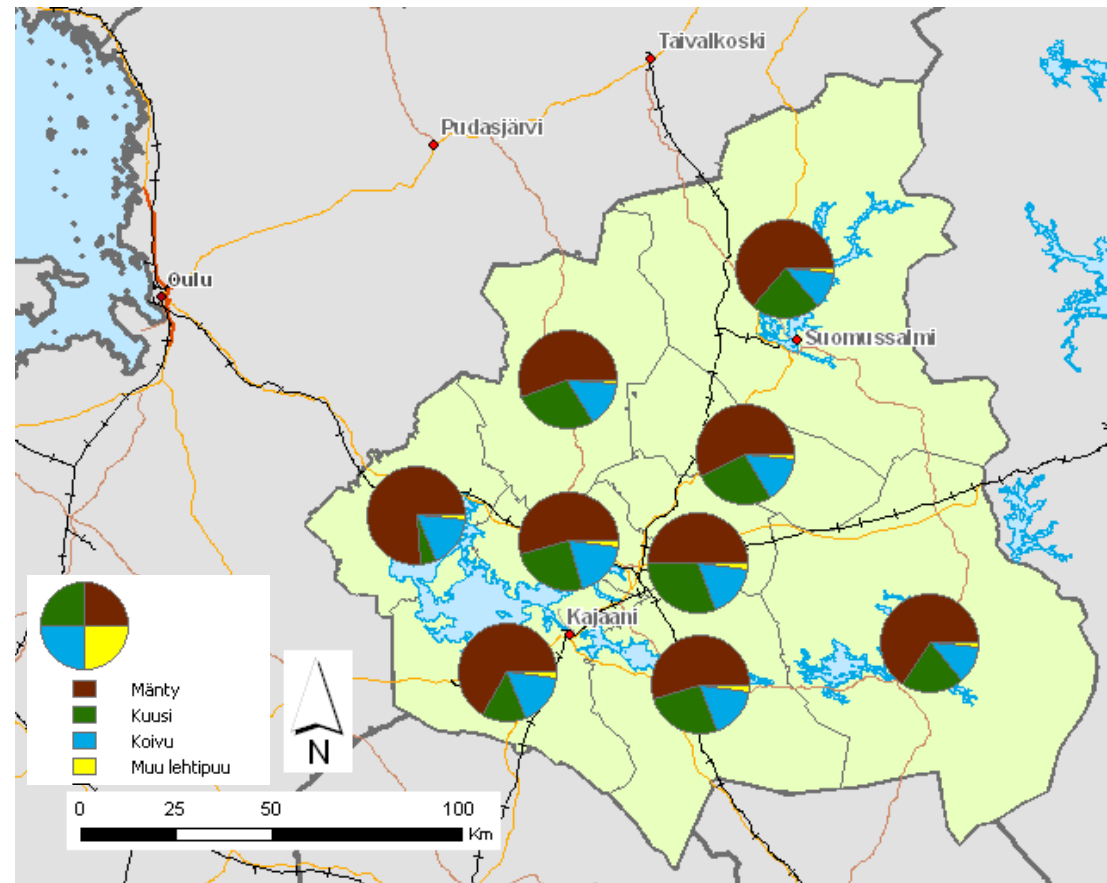 Taivalkoski
Pudasjärvi
Oulu
Suomussalmi
Kajaani
Mänty
Kuusi
Koivu
Muu lehtipuu
N
0 25 50 100
Km